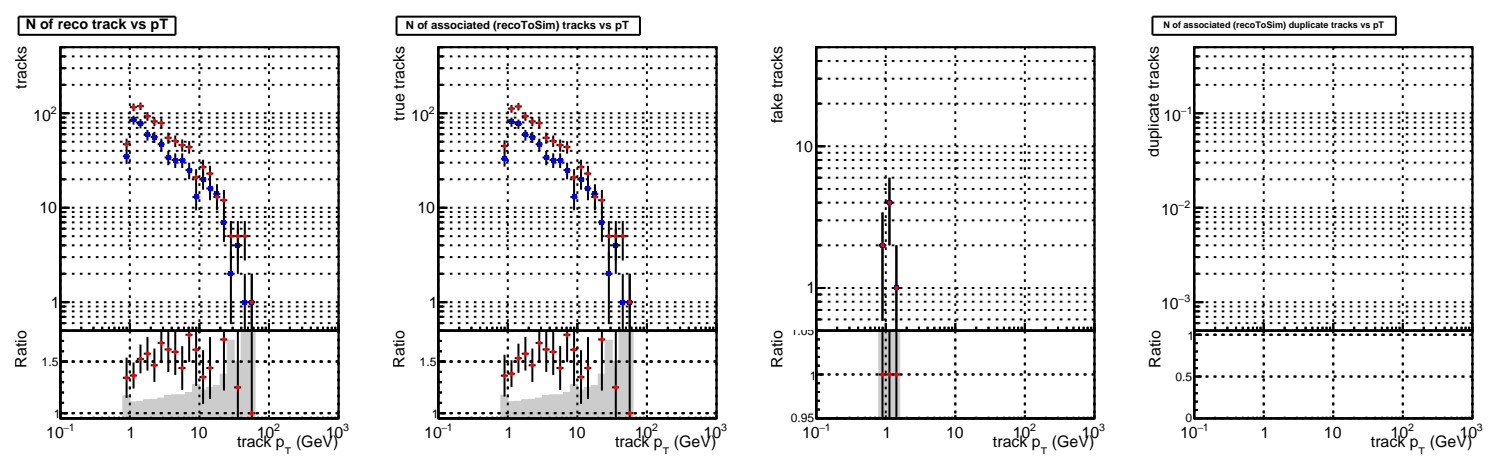 N of reco track vs pT
tracks
10²
10
1
Ratio
1.5
1
10⁻¹ 1 10 10² 10³
track p_T (GeV)
N of associated (recoToSim) tracks vs pT
true tracks
10²
10
1
Ratio
1.5
1
10⁻¹ 1 10 10² 10³
track p_T (GeV)
fake tracks
10
1
Ratio
1.05
1
0.95
10⁻¹ 1 10 10² 10³
track p_T (GeV)
N of associated (recoToSim) duplicate tracks vs pT
duplicate tracks
10⁻¹
10⁻²
10⁻³
Ratio
1
0.5
0
10⁻¹ 1 10 10² 10³
track p_T (GeV)